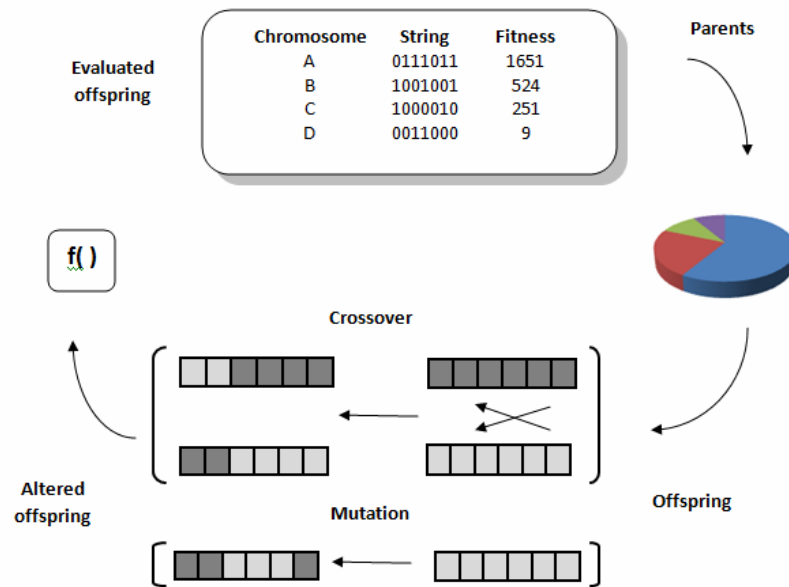 Evaluated
offspring
Chromosome String Fitness
A 0111011 1651
B 1001001 524
C 1000010 251
D 0011000 9
Parents
f( )
Crossover
Altered
offspring
Mutation
Offspring